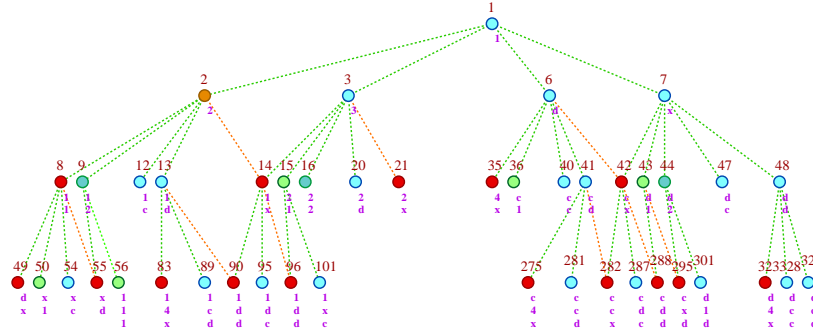 1
1
2 3 6 7
2 3 d x
8 9 12 13 14 15 16 20 21 35 36 40 41 42 43 44 47 48
1 1 1 1 1 2 2 2 2 4 c c c c d d d d
1 2 c d x 1 2 d x x 1 c d x 1 2 c d
49 50 54 55 56 83 89 90 95 96 101 275 281 282 287 288 295 301
d x x x 1 1 1 1 1 1 1 c c c c c c d d d
x 1 c d 1 4 c d d d x 4 c c d d x 1 4 c
1 x d d c d c x c x c d d d x c